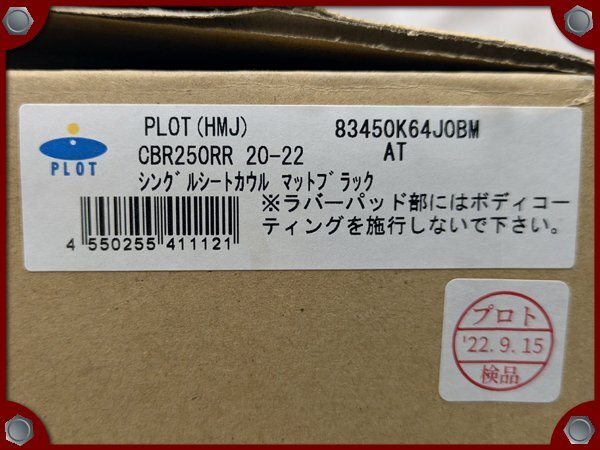 PLOT
PLOT(HMJ)
83450K64J0BM
CBR250RR 20-22
AT
シングルシートカウル マットブラック
※ラバーパッド部にはボディコー
ティングを施行しないで下さい。
4 550255 411121
プロト
'22.9.15
検品